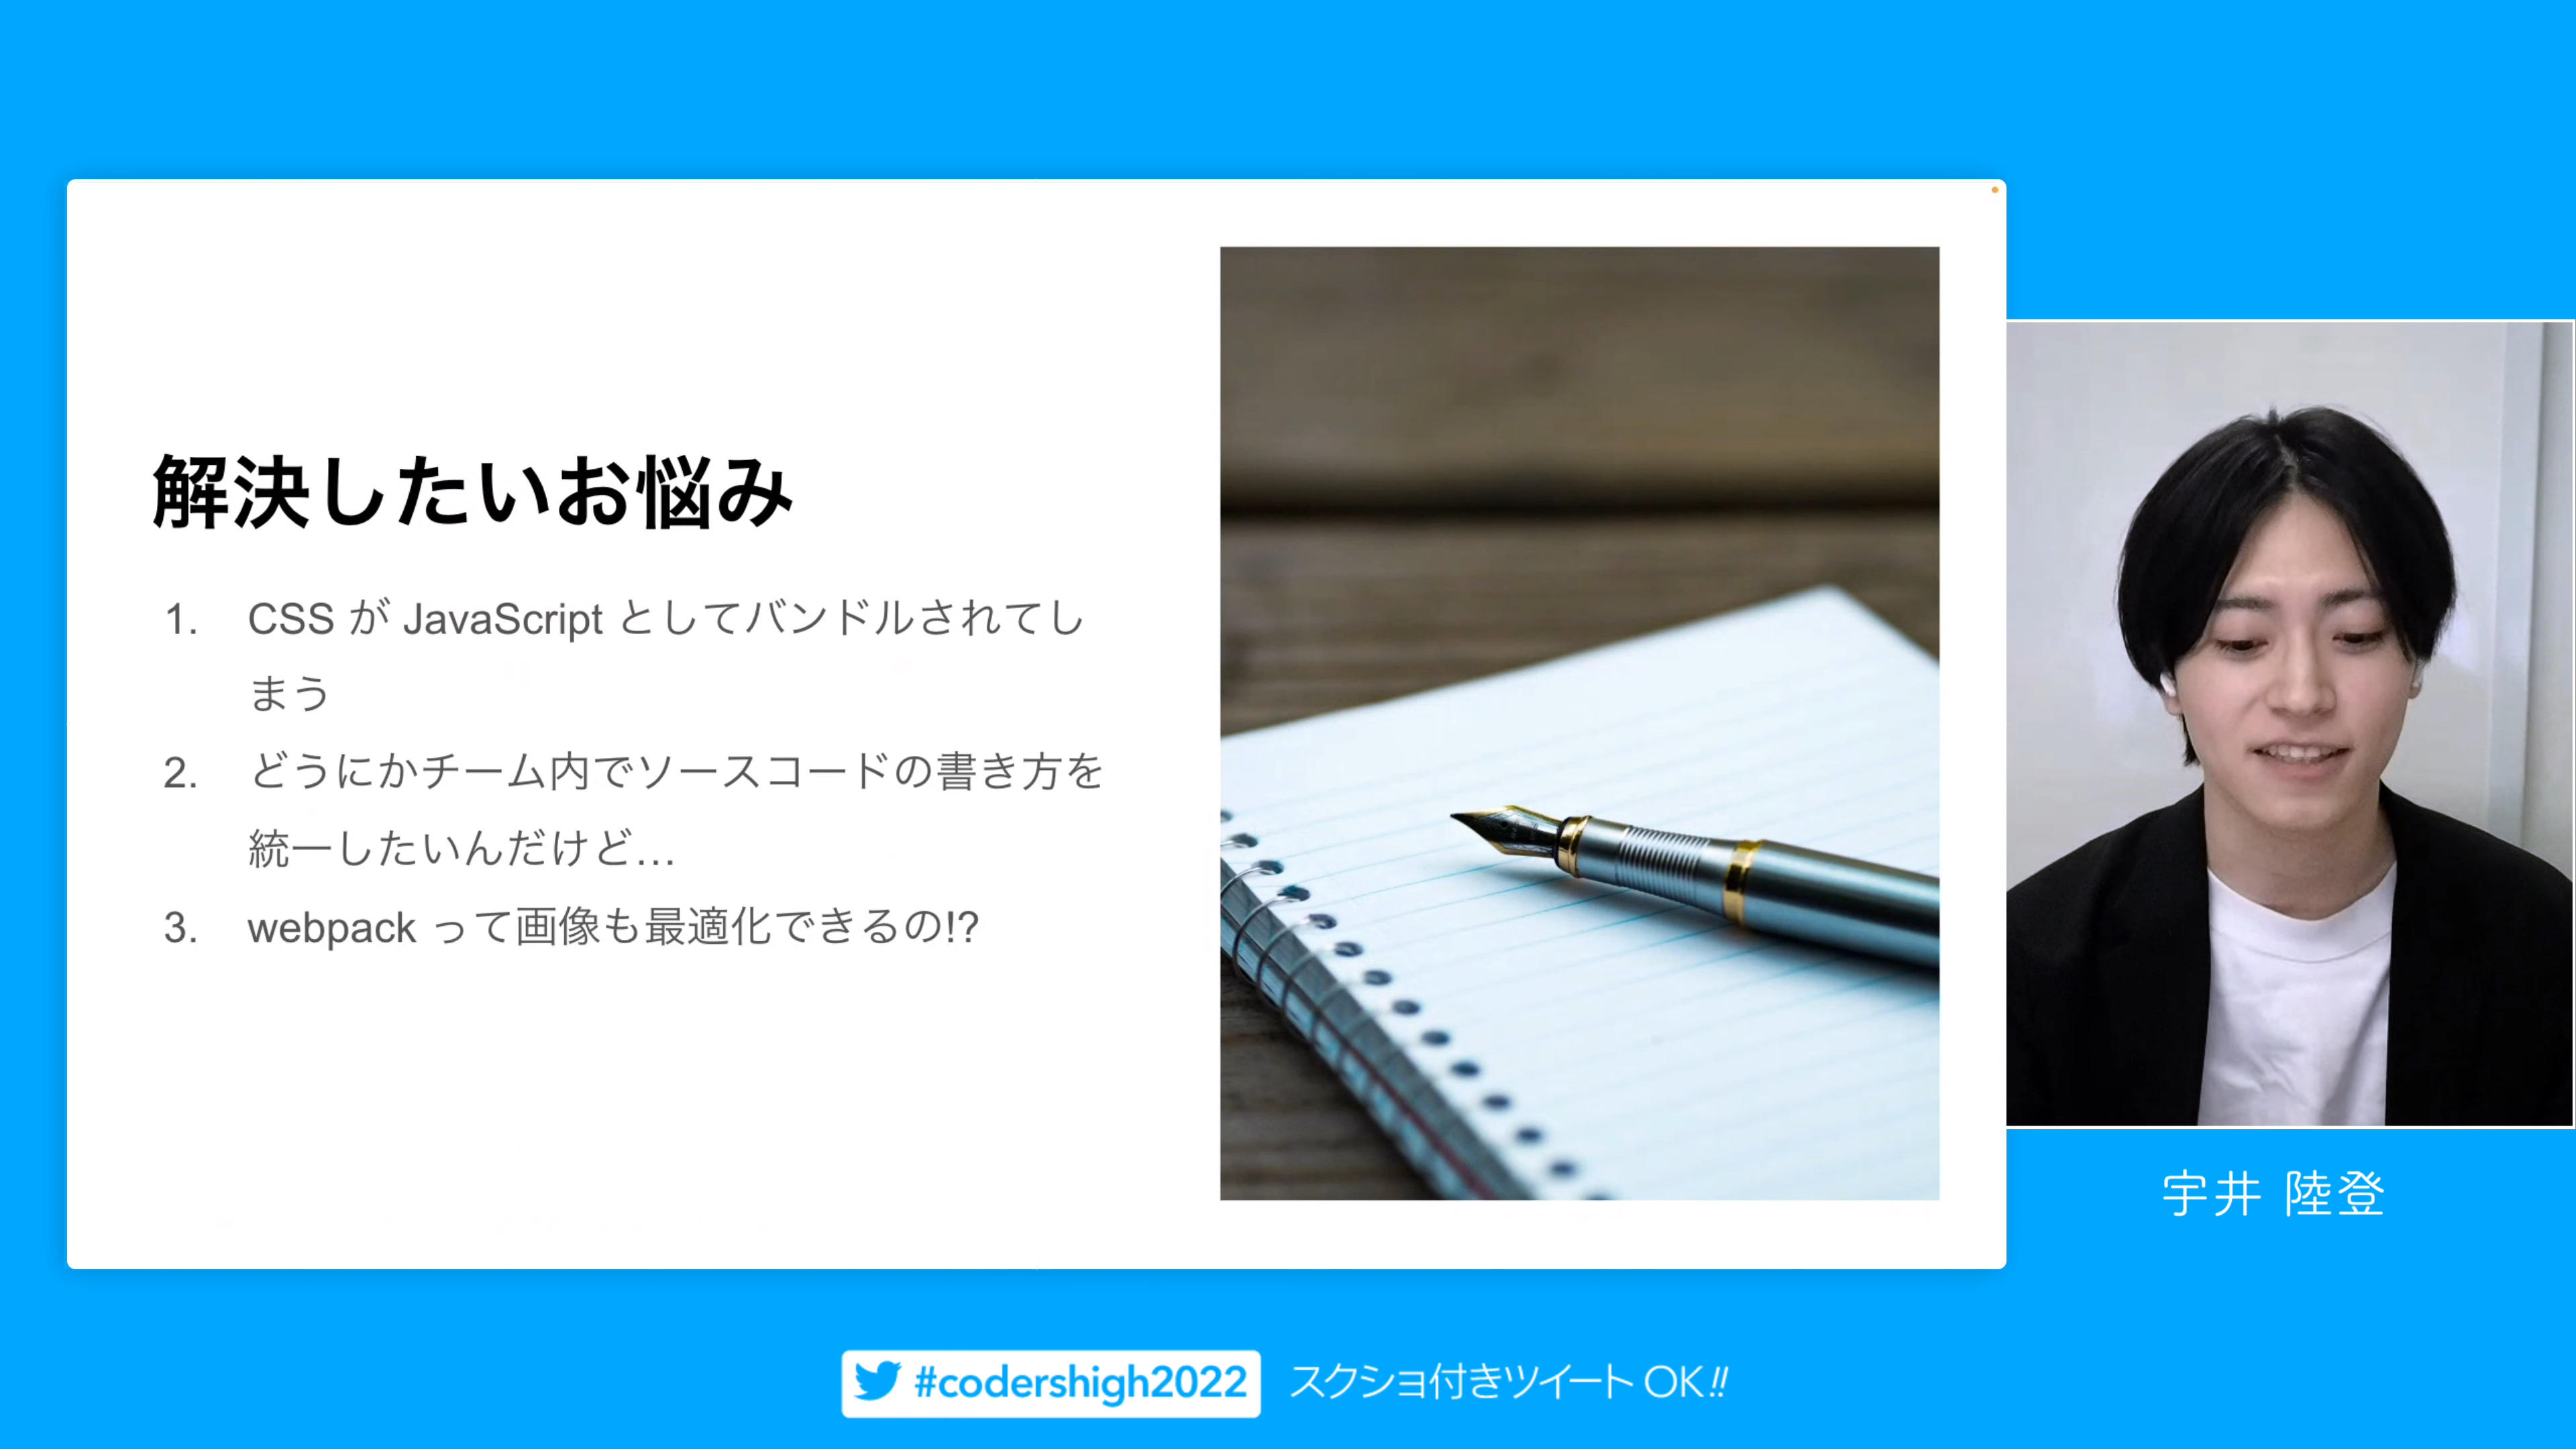 解決したいお悩み
1. CSS が JavaScript としてバンドルされてし
まう
2. どうにかチーム内でソースコードの書き方を
統一したいんだけど...
3. webpack って画像も最適化できるの!?
宇井 陸登
#codershigh2022 スクショ付きツイート OK!!